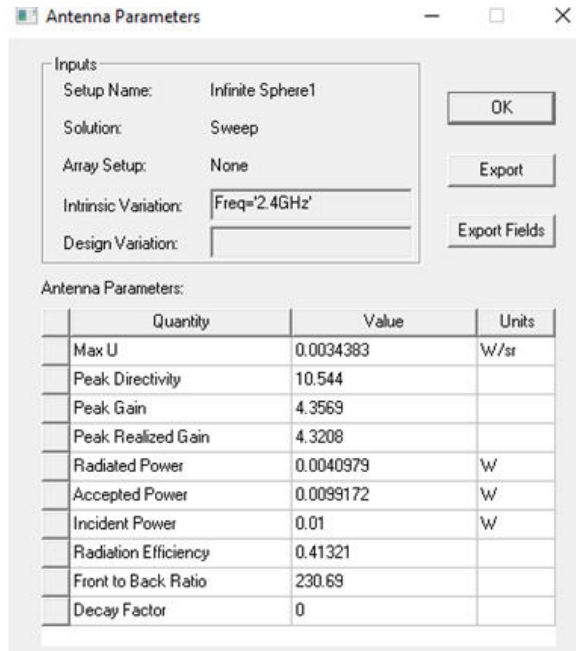 Antenna Parameters
Inputs
Setup Name: Infinite Sphere1
Solution: Sweep
Array Setup: None
Intrinsic Variation: Freq='2.4GHz'
Design Variation:
OK
Export
Export Fields
Antenna Parameters:
Quantity Value Units
Max U 0.0034383 W/sr
Peak Directivity 10.544
Peak Gain 4.3569
Peak Realized Gain 4.3208
Radiated Power 0.0040979 W
Accepted Power 0.0099172 W
Incident Power 0.01 W
Radiation Efficiency 0.41321
Front to Back Ratio 230.69
Decay Factor 0